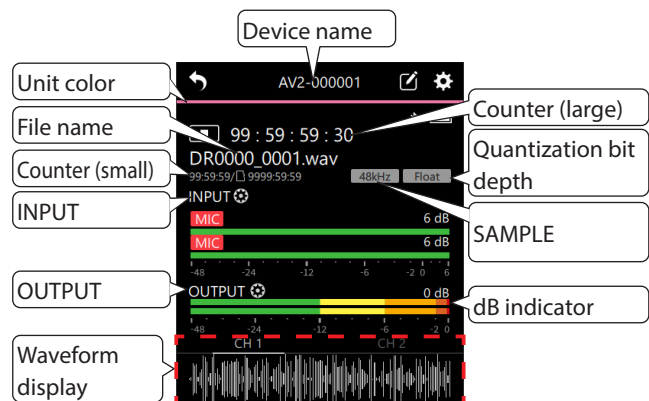 Device name
AV2-000001
Unit color
Counter (large)
99 : 59 : 59 : 30
File name
DR0000_0001.wav
Quantization bit
depth
Counter (small)
99:59:59/ 9999:59:59
48kHz Float
INPUT
INPUT
MIC 6 dB
MIC 6 dB
SAMPLE
-48 -24 -12 -6 -2 0 6
OUTPUT
OUTPUT 0 dB
dB indicator
-48 -24 -12 -6 -2 0
CH 1 CH 2
Waveform
display